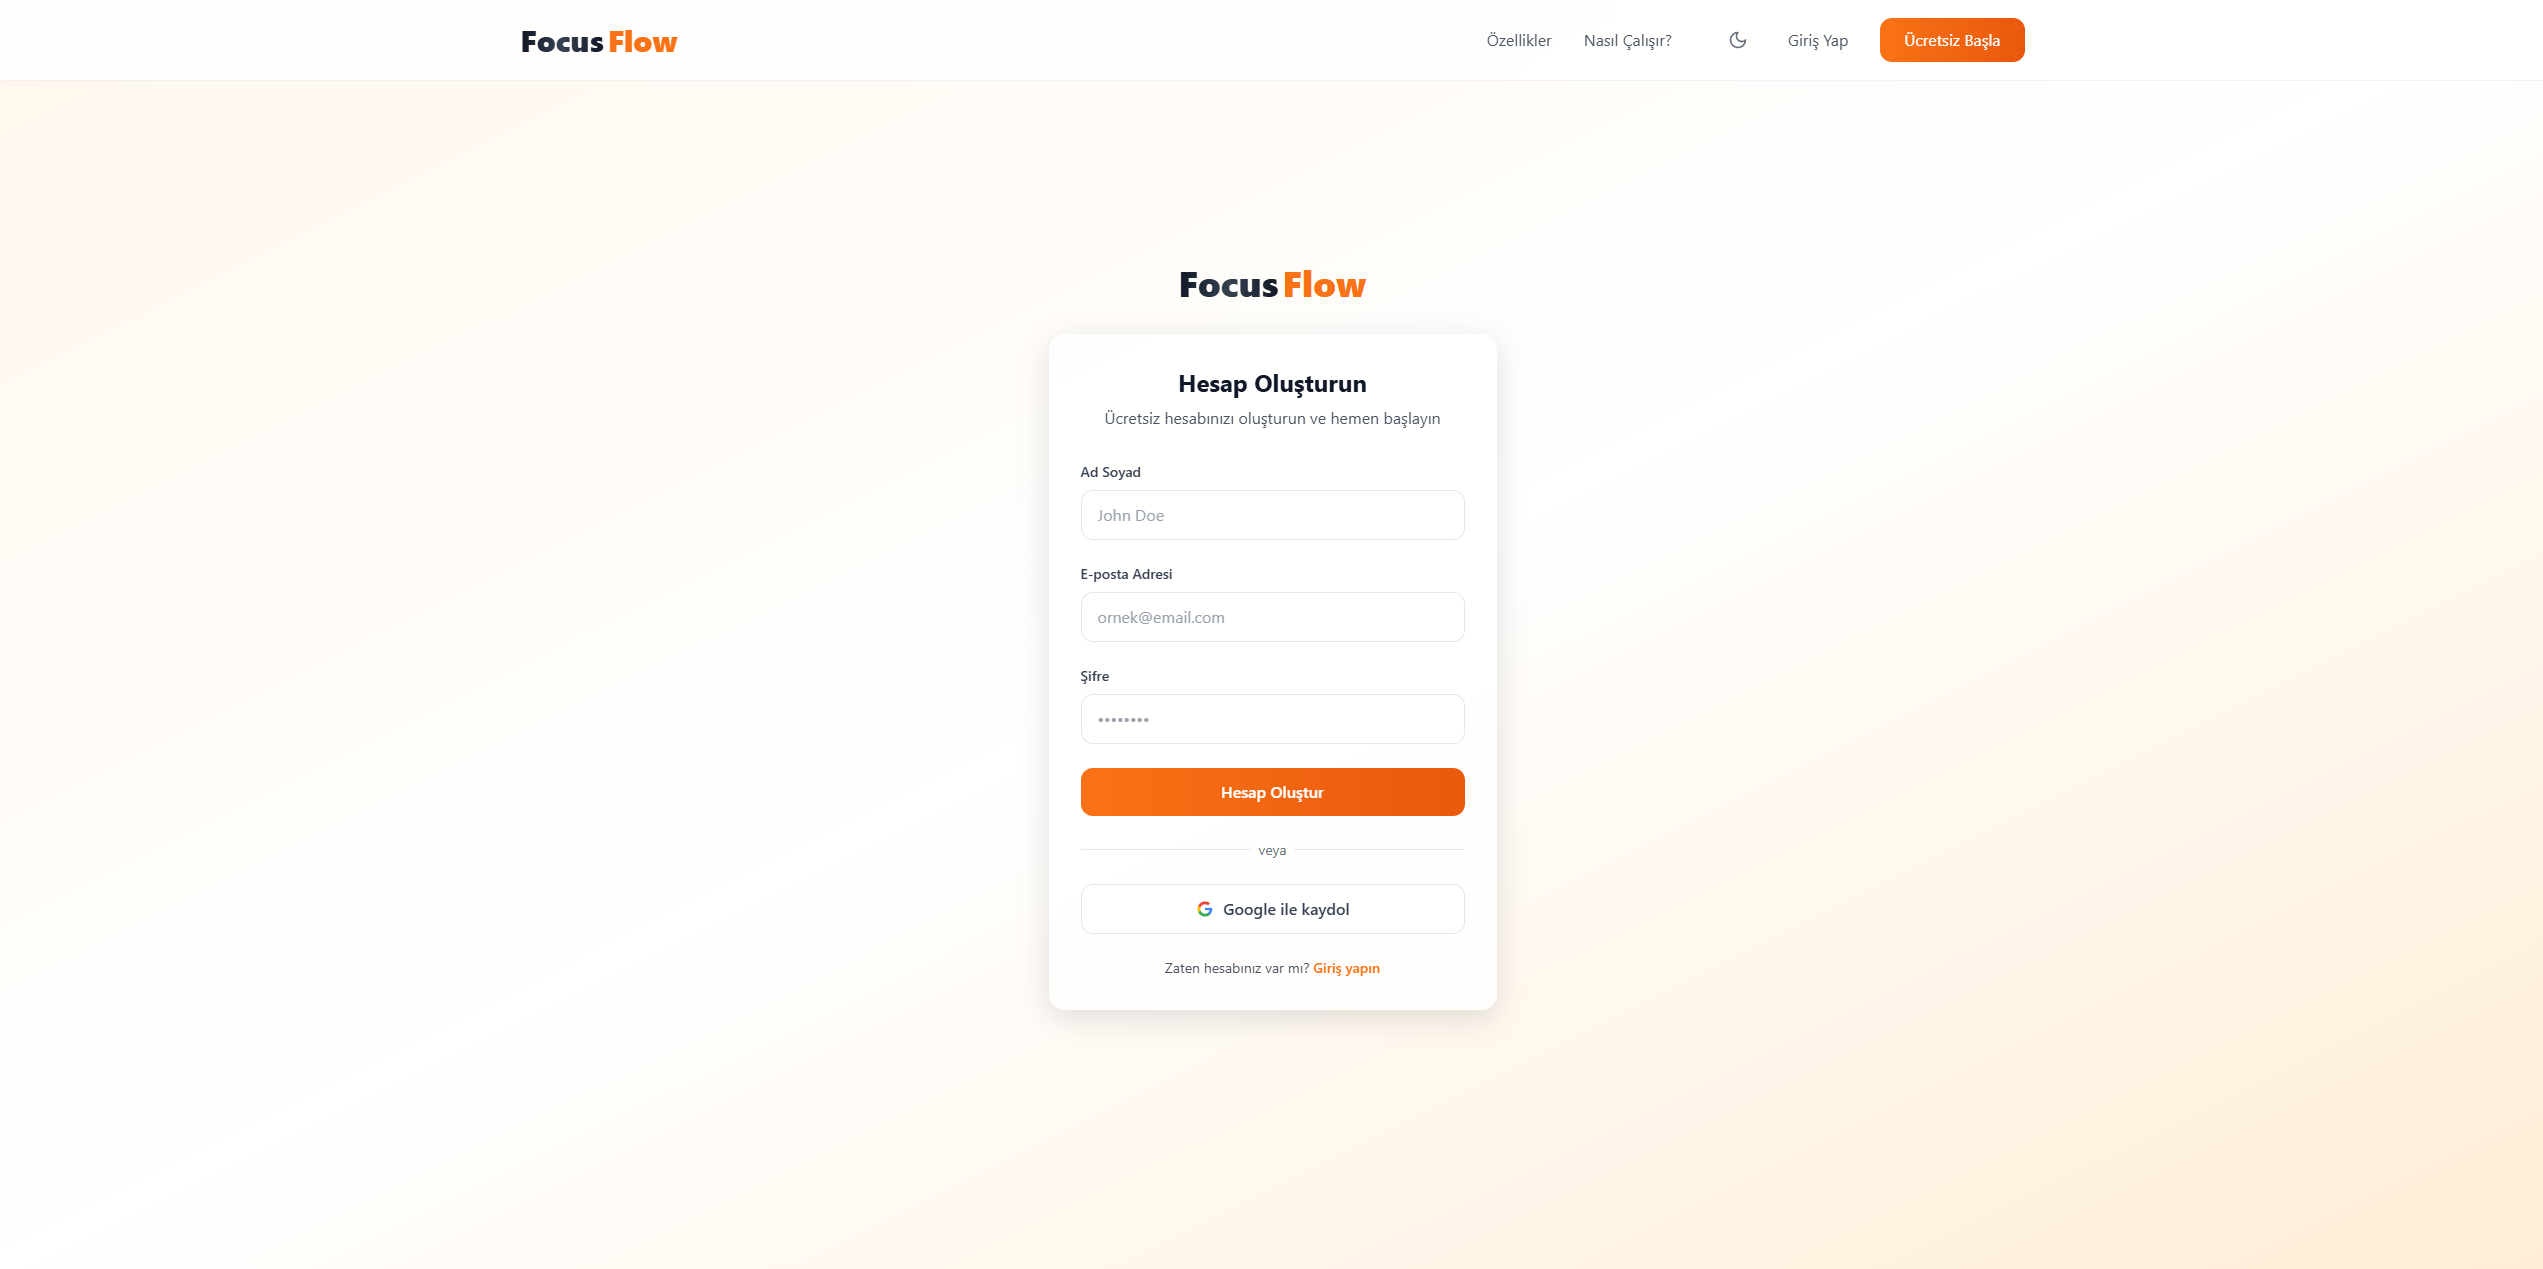 Focus Flow
Özellikler
Nasıl Çalışır?
Giriş Yap
Ücretsiz Başla
Focus Flow
Hesap Oluşturun
Ücretsiz hesabınızı oluşturun ve hemen başlayın
Ad Soyad
John Doe
E-posta Adresi
ornek@email.com
Şifre
••••••••
Hesap Oluştur
veya
Google ile kaydol
Zaten hesabınız var mı? Giriş yapın